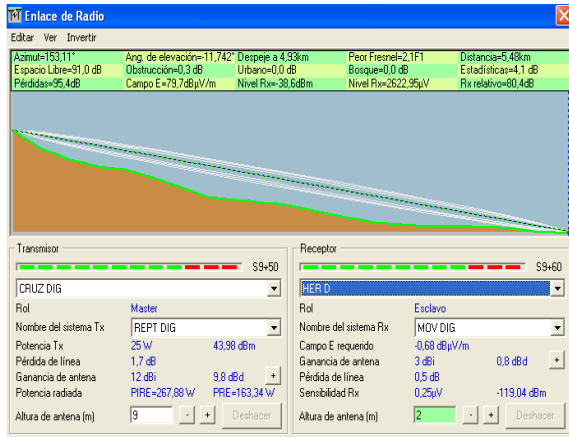 Enlace de Radio
Editar Ver Invertir
Azimut=153,11° Ang. de elevación=-11,742° Despeje a 4,93km Peor Fresnel=2,1F1 Distancia=5,48km
Espacio Libre=91,0 dB Obstrucción=0,3 dB Urbano=0,0 dB Bosque=0,0 dB Estadísticas=4,1 dB
Pérdidas=95,4dB Campo E=79,7dBµV/m Nivel Rx=-38,6dBm Nivel Rx=2622,95µV Rx relativo=80,4dB
Transmisor Receptor
S9+50 S9+60
CRUZ DIG HER D
Rol Master Rol Esclavo
Nombre del sistema Tx REPT DIG Nombre del sistema Rx MOV DIG
Potencia Tx 25 W 43,98 dBm Campo E requerido -0,68 dBµV/m
Pérdida de línea 1,7 dB Ganancia de antena 3 dBi 0,8 dBd +
Ganancia de antena 12 dBi 9,8 dBd + Pérdida de línea 0,5 dB
Potencia radiada PIRE=267,88 W PRE=163,34 W Sensibilidad Rx 0,25µV -119,04 dBm
Altura de antena (m) 9 - + Deshacer Altura de antena (m) 2 - + Deshacer